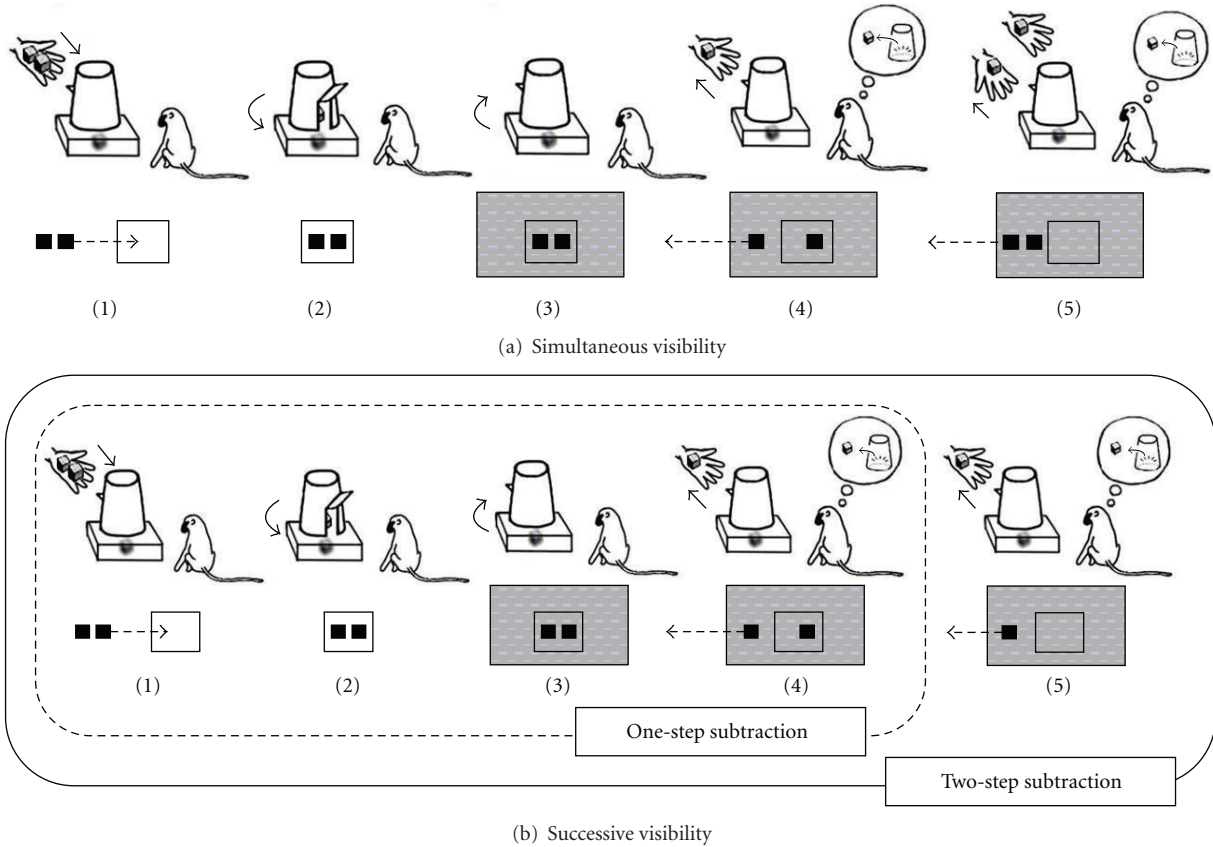 (1) (2) (3) (4) (5)
(a) Simultaneous visibility
(1) (2) (3) (4) (5)
One-step subtraction
Two-step subtraction
(b) Successive visibility